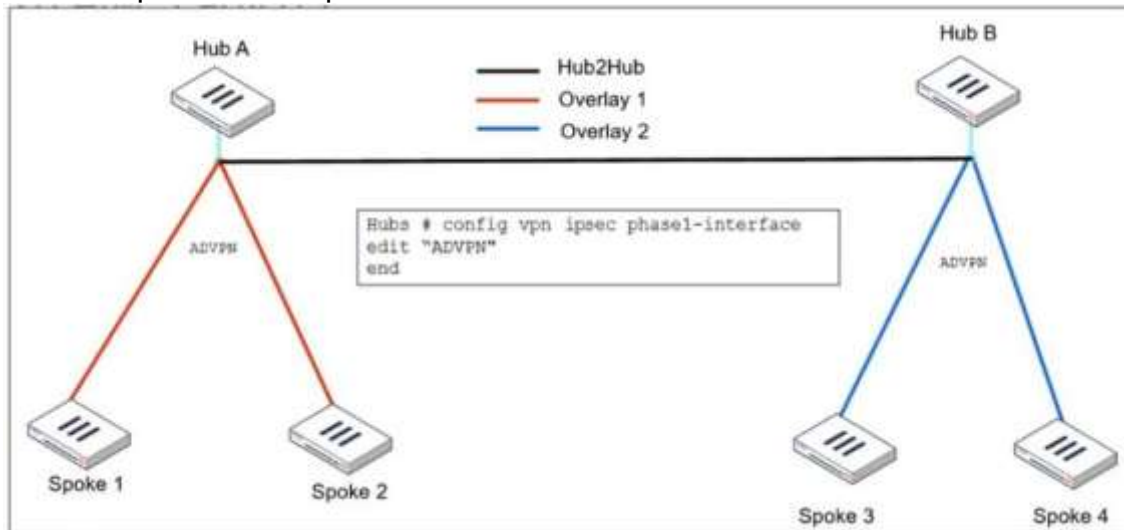 Hub A
Hub B
Hub2Hub
Overlay 1
Overlay 2
Hubs # config vpn ipsec phase1-interface
edit "ADVPN"
end
ADVPN
ADVPN
Spoke 1
Spoke 2
Spoke 3
Spoke 4